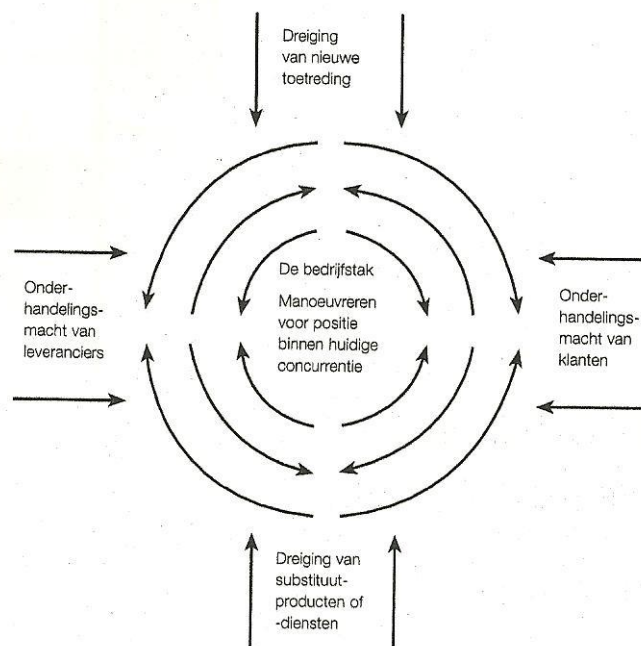 Dreiging
van nieuwe
toetreding
Onder-
handelings-
macht van
leveranciers
De bedrijfstak
Manoeuvreren
voor positie
binnen huidige
concurrentie
Onder-
handelings-
macht van
klanten
Dreiging van
substituut-
producten of
-diensten